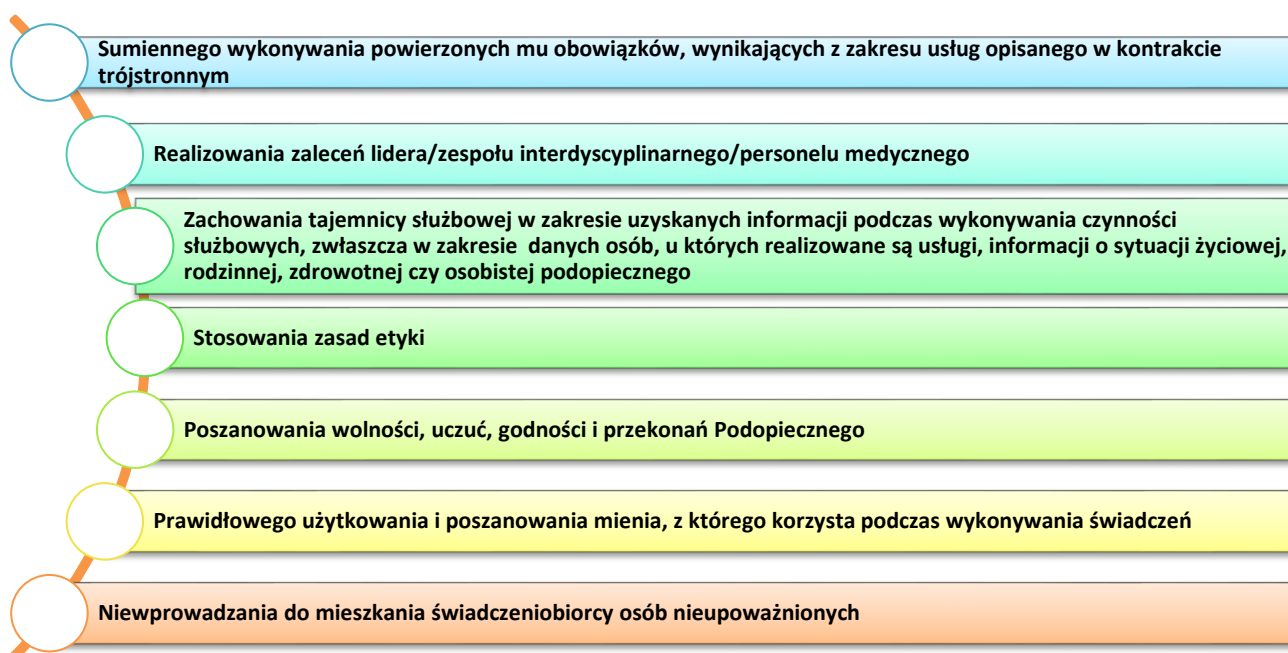 Sumiennego wykonywania powierzonych mu obowiązków, wynikających z zakresu usług opisanego w kontrakcie
trójstronnym
Realizowania zaleceń lidera/zespołu interdyscyplinarnego/personelu medycznego
Zachowania tajemnicy służbowej w zakresie uzyskanych informacji podczas wykonywania czynności
służbowych, zwłaszcza w zakresie danych osób, u których realizowane są usługi, informacji o sytuacji życiowej,
rodzinnej, zdrowotnej czy osobistej podopiecznego
Stosowania zasad etyki
Poszanowania wolności, uczuć, godności i przekonań Podopiecznego
Prawidłowego użytkowania i poszanowania mienia, z którego korzysta podczas wykonywania świadczeń
Niewprowadzania do mieszkania świadczeniobiorcy osób nieupoważnionych